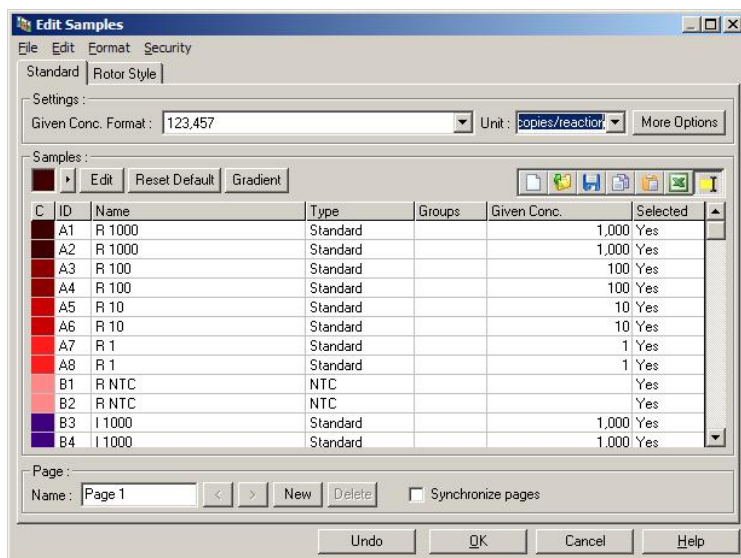 Edit Samples
File Edit Format Security
Standard Rotor Style
Settings :
Given Conc. Format : 123,457 Unit : copies/reaction More Options
Samples :
Edit Reset Default Gradient
C ID Name Type Groups Given Conc. Selected
A1 R 1000 Standard 1,000 Yes
A2 R 1000 Standard 1,000 Yes
A3 R 100 Standard 100 Yes
A4 R 100 Standard 100 Yes
A5 R 10 Standard 10 Yes
A6 R 10 Standard 10 Yes
A7 R 1 Standard 1 Yes
A8 R 1 Standard 1 Yes
B1 R NTC NTC Yes
B2 R NTC NTC Yes
B3 I 1000 Standard 1,000 Yes
B4 I 1000 Standard 1,000 Yes
Page :
Name : Page 1 < > New Delete Synchronize pages
Undo OK Cancel Help